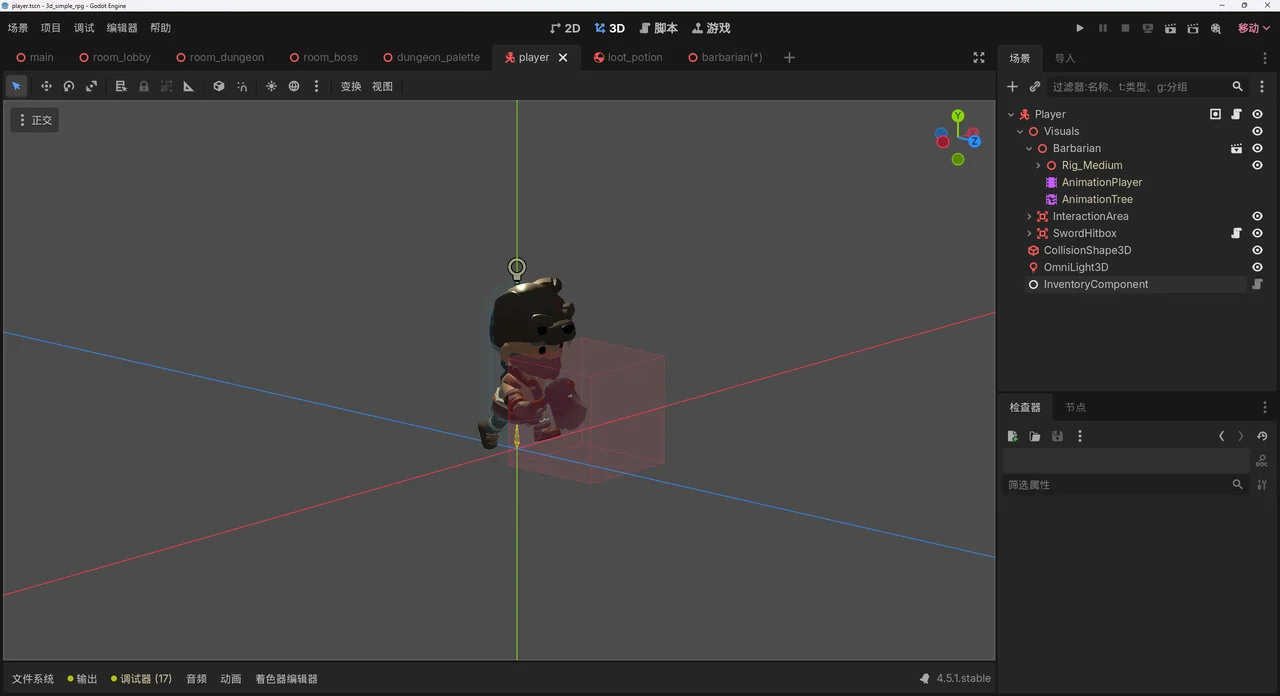 player.tscn - 3d_simple_rpg - Godot Engine
场景 项目 调试 编辑器 帮助 2D 3D 脚本 游戏 移动
main room_lobby room_dungeon room_boss dungeon_palette player loot_potion barbarian(*)
变换 视图
正交
Y
Z
场景 导入
过滤器:名称、t:类型、g:分组
Player
Visuals
Barbarian
Rig_Medium
AnimationPlayer
AnimationTree
InteractionArea
SwordHitbox
CollisionShape3D
OmniLight3D
InventoryComponent
检查器 节点
DOC
筛选属性
文件系统 输出 调试器 (17) 音频 动画 着色器编辑器 4.5.1.stable